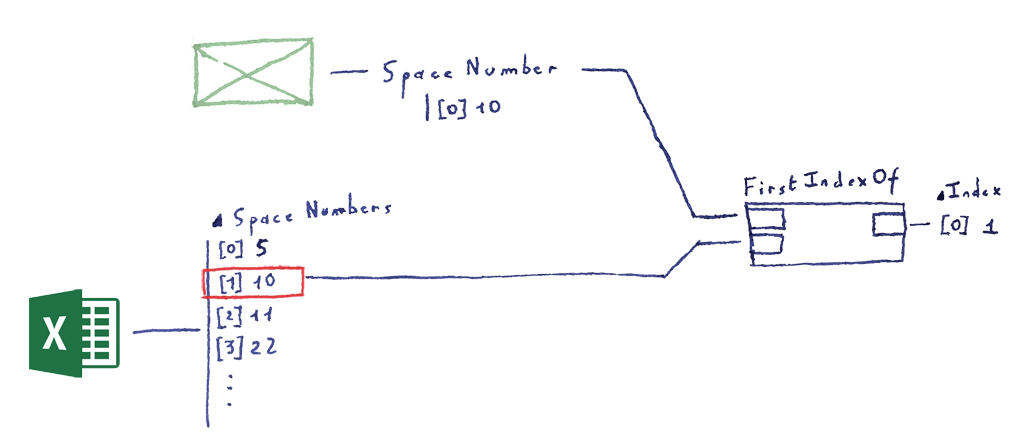 Space Number
[0] 10
First Index Of
Index
[0] 1
Space Numbers
[0] 5
[1] 10
[2] 11
[3] 22
X